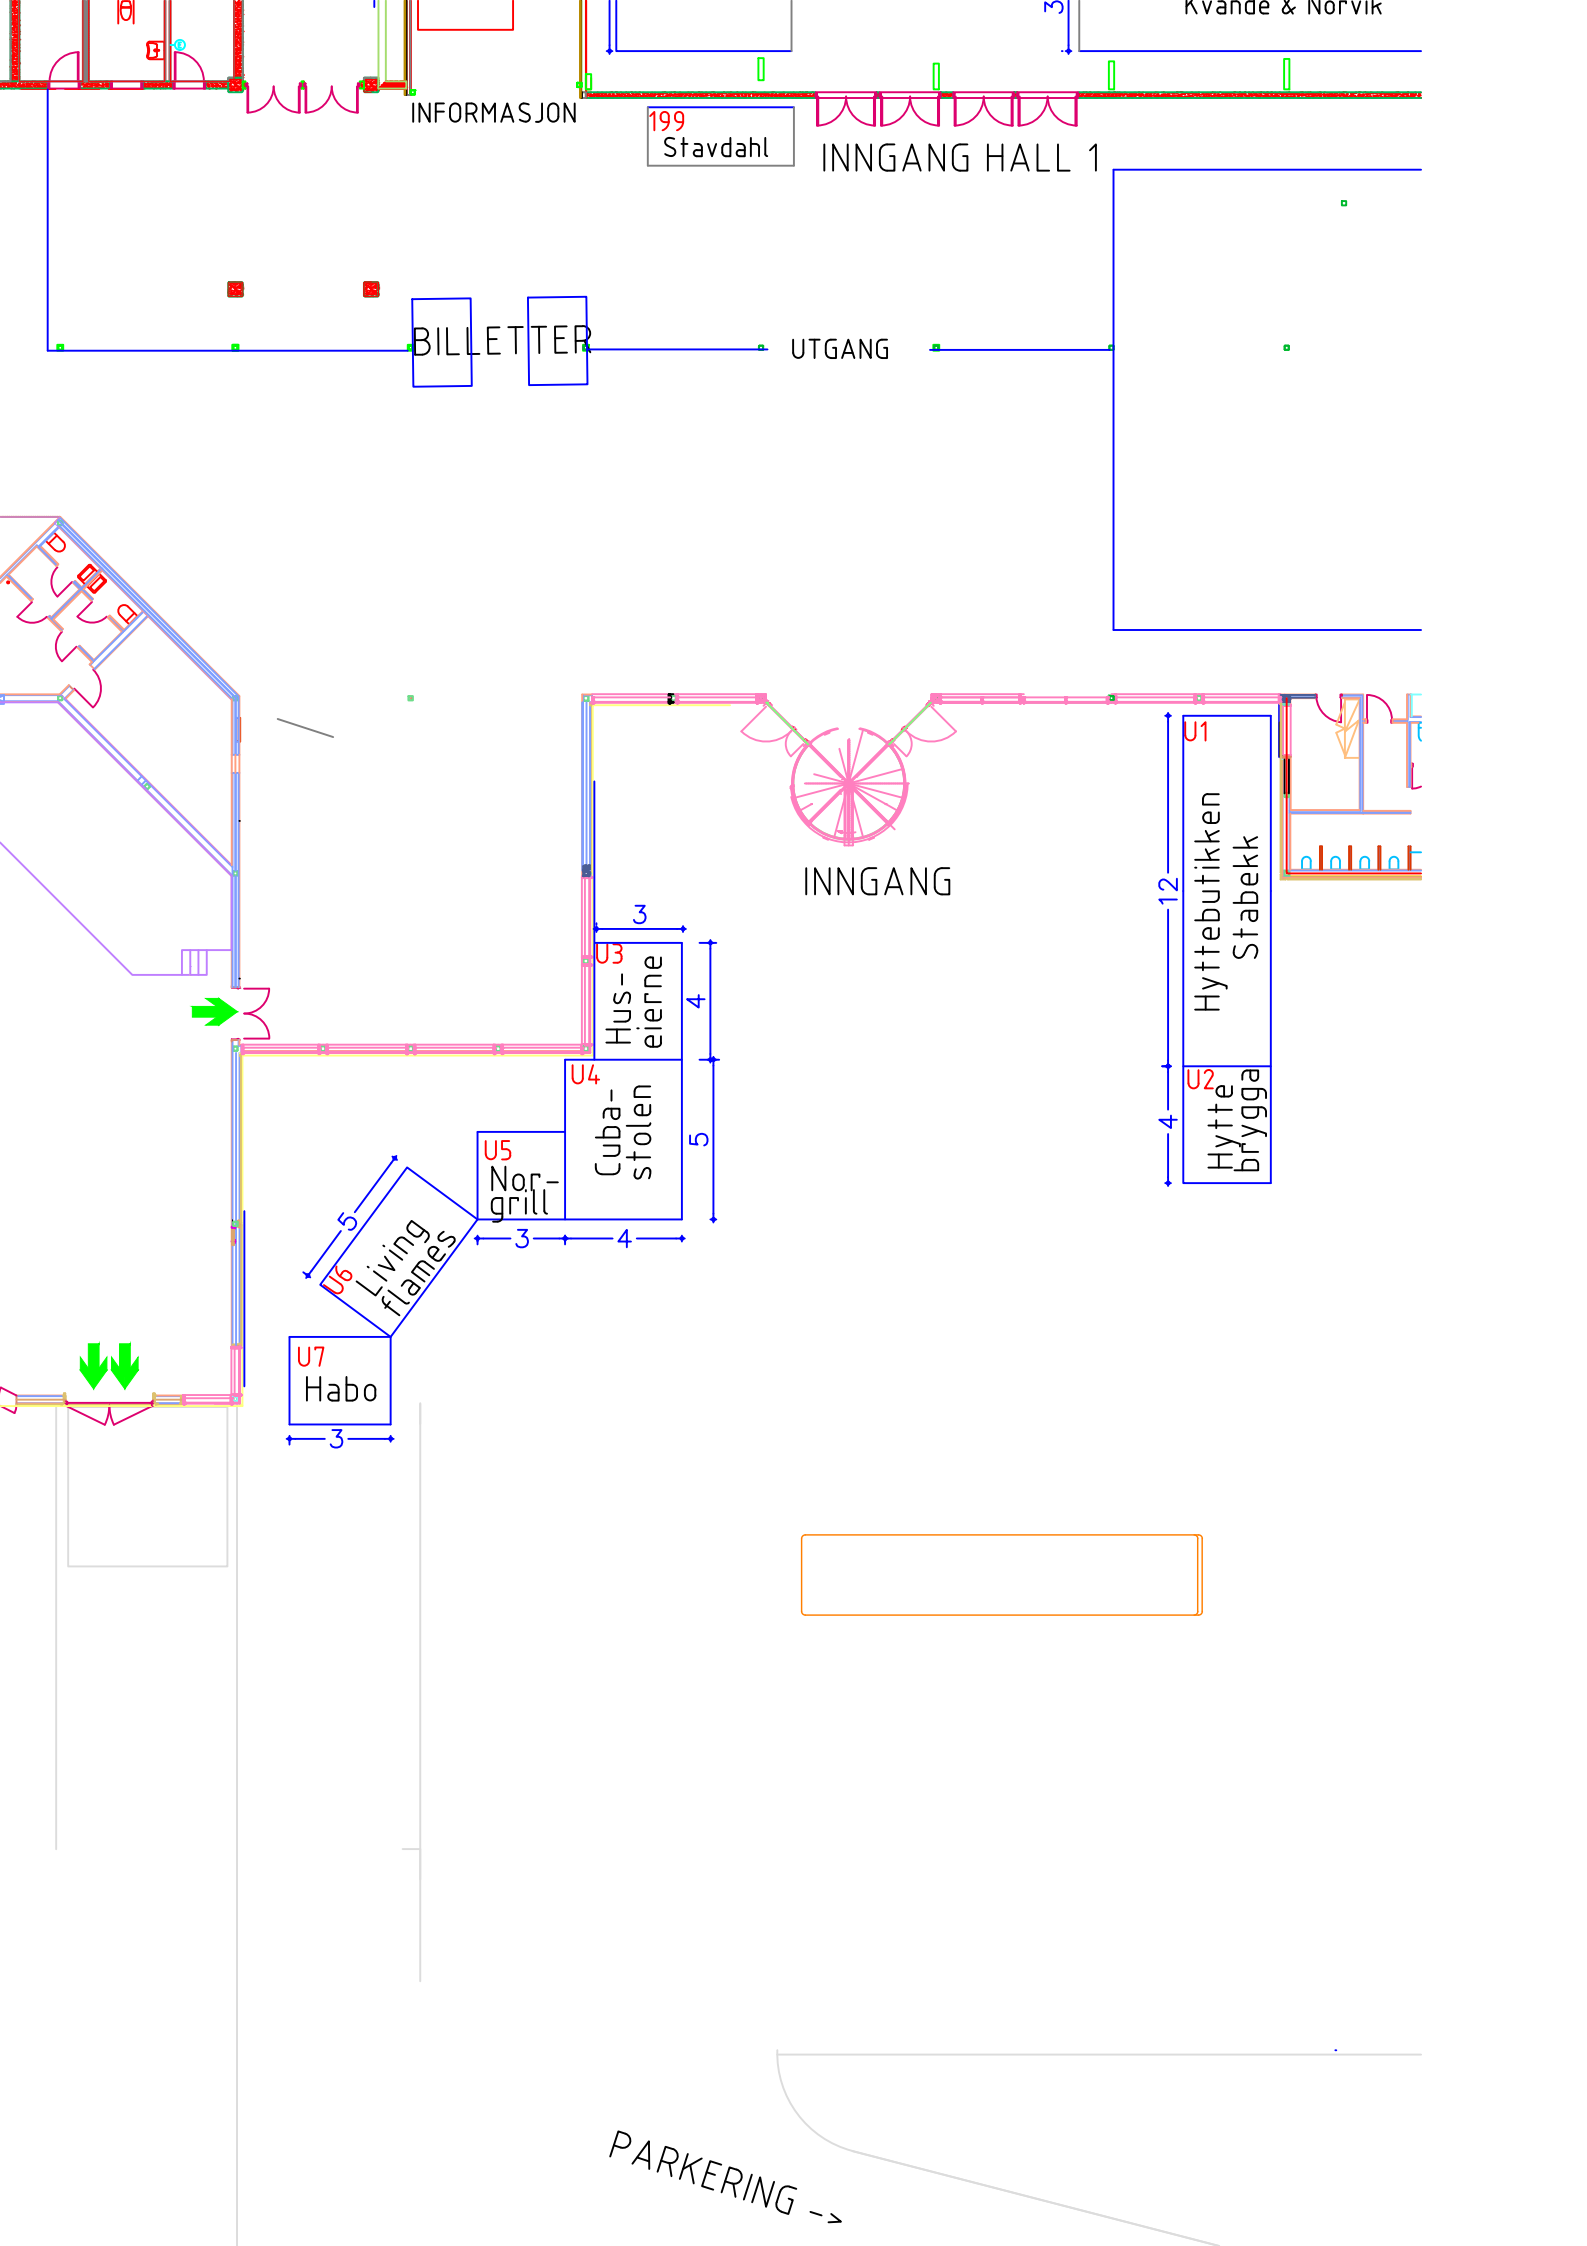 3
Kvande & Norvik
INFORMASJON
199
Stavdahl
INNGANG HALL 1
BILLETTER
UTGANG
U1
Hyttebutikken
Stabekk
12
INNGANG
3
U3
Hus-
eierne
4
U4
Cuba-
stolen
5
U2
Hytte
brygga
4
U5
Nor-
grill
3
4
5
U6
Living
flames
U7
Habo
3
PARKERING ->